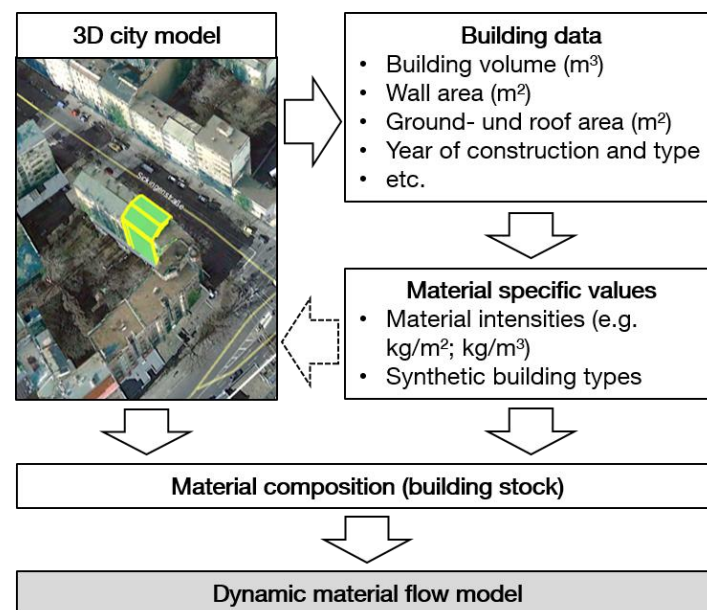 3D city model
Sickingenstraße
Building data
• Building volume (m³)
• Wall area (m²)
• Ground- und roof area (m²)
• Year of construction and type
• etc.
Material specific values
• Material intensities (e.g.
kg/m²; kg/m³)
• Synthetic building types
Material composition (building stock)
Dynamic material flow model